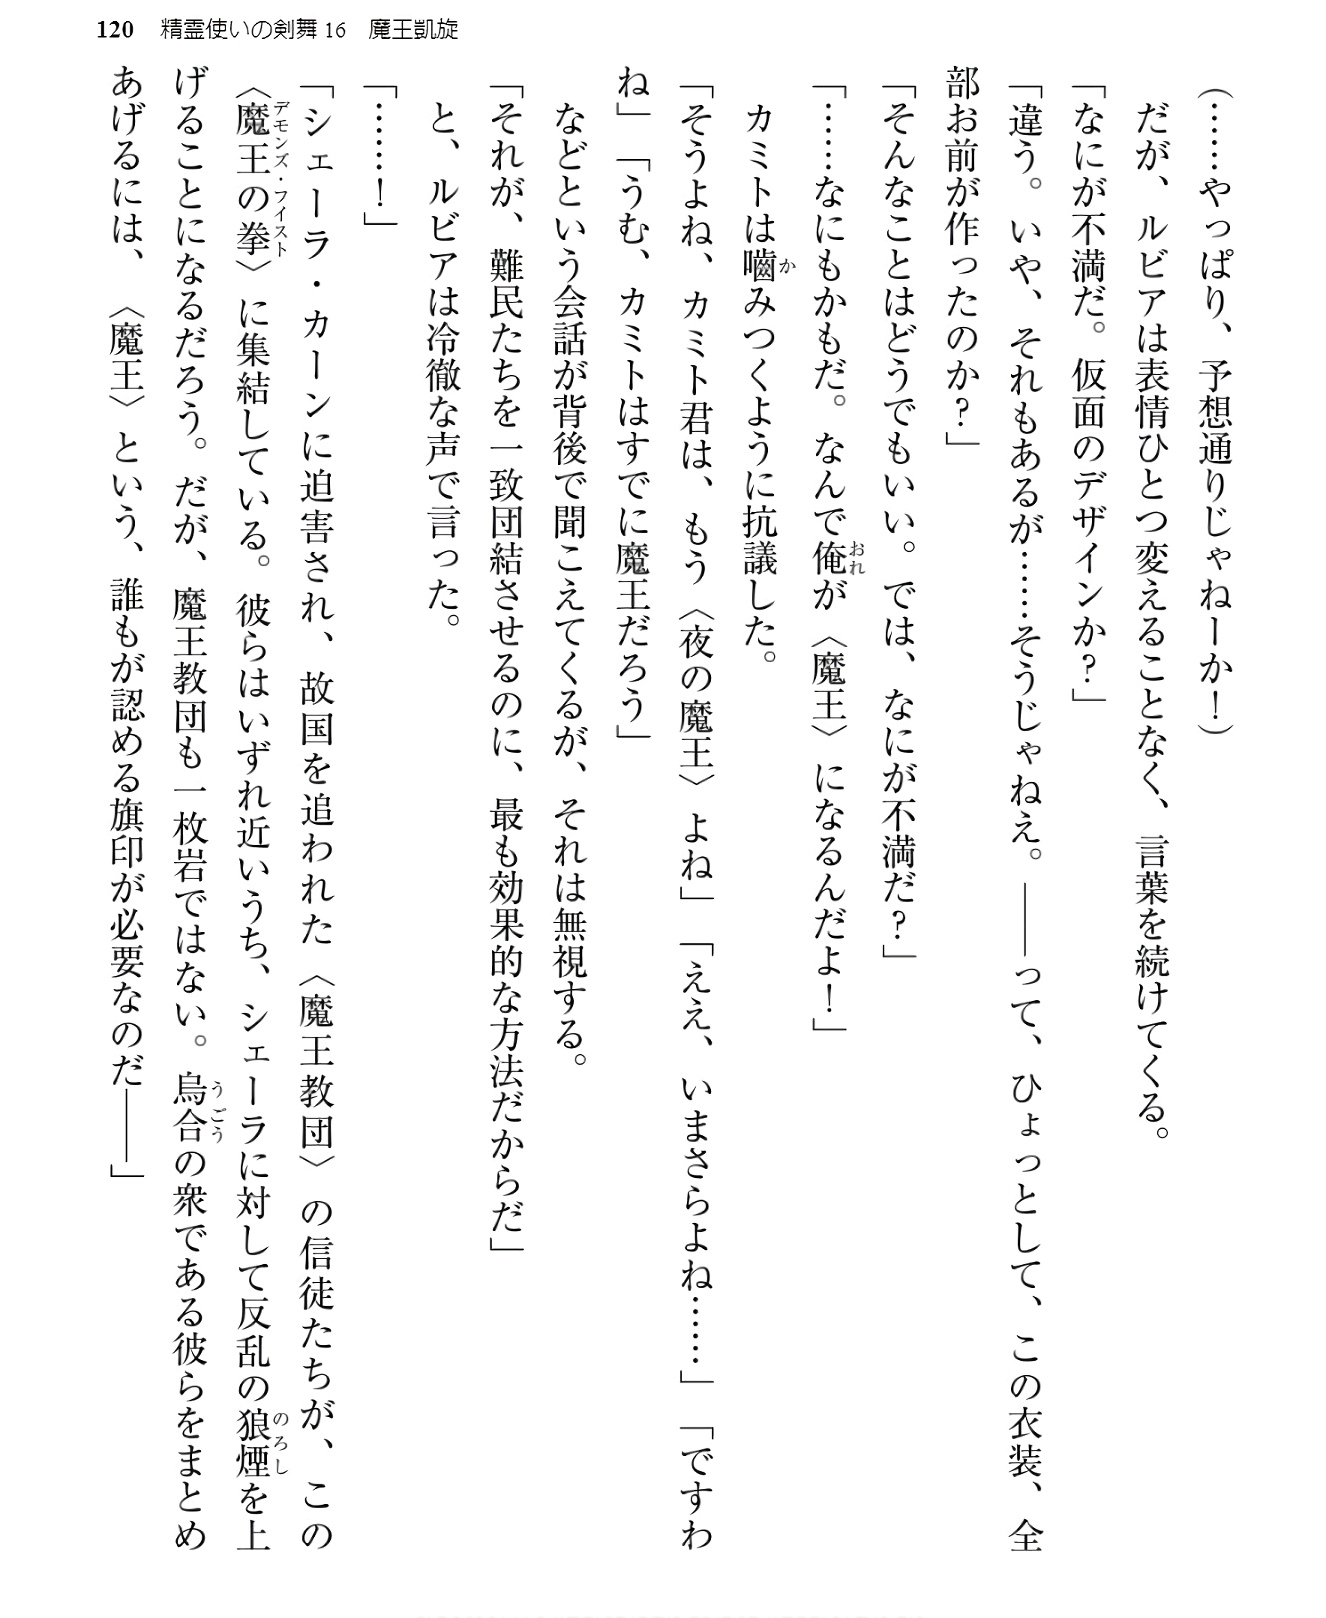 120 精霊使いの剣舞16 魔王凱旋
（……やっぱり、予想通りじゃねーか！）
だが、ルビアは表情ひとつ変えることなく、言葉を続けてくる。
「なにが不満だ。仮面のデザインか？」
「違う。いや、それもあるが……そうじゃねえ。――って、ひょっとして、この衣装、全
部お前が作ったのか？」
「そんなことはどうでもいい。では、なにが不満だ？」
「……なにもかもだ。なんで俺が〈魔王〉になるんだよ！」
カミトは嚙みつくように抗議した。
「そうよね、カミト君は、もう〈夜の魔王〉よね」「ええ、いまさらよね……」「ですわ
ね」「うむ、カミトはすでに魔王だろう」
などという会話が背後で聞こえてくるが、それは無視する。
「それが、難民たちを一致団結させるのに、最も効果的な方法だからだ」
と、ルビアは冷徹な声で言った。
「……！」
「シェーラ・カーンに迫害され、故国を追われた〈魔王教団〉の信徒たちが、この
〈魔王の拳〉に集結している。彼らはいずれ近いうち、シェーラに対して反乱の狼煙を上
げることになるだろう。だが、魔王教団も一枚岩ではない。烏合の衆である彼らをまとめ
あげるには、〈魔王〉という、誰もが認める旗印が必要なのだ――」